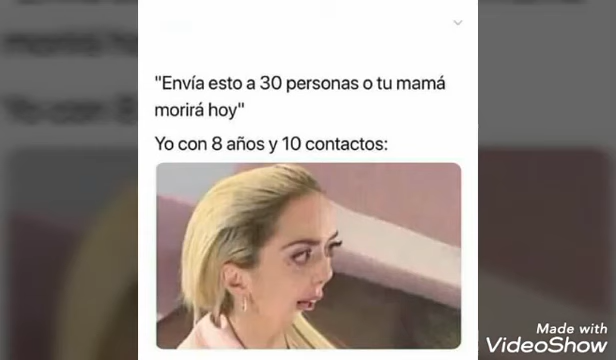 "Envía esto a 30 personas o tu mamá
morirá hoy"
Yo con 8 años y 10 contactos:
Made with
VideoShow